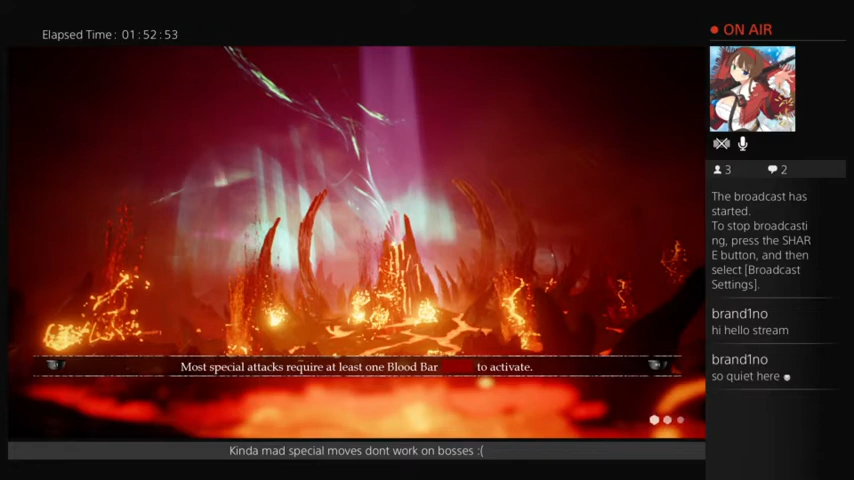 Elapsed Time : 01:52:53
ON AIR
3 2
The broadcast has
started.
To stop broadcasti
ng, press the SHAR
E button, and then
select [Broadcast
Settings].
brand1no
hi hello stream
brand1no
so quiet here
Most special attacks require at least one Blood Bar to activate.
Kinda mad special moves dont work on bosses :(